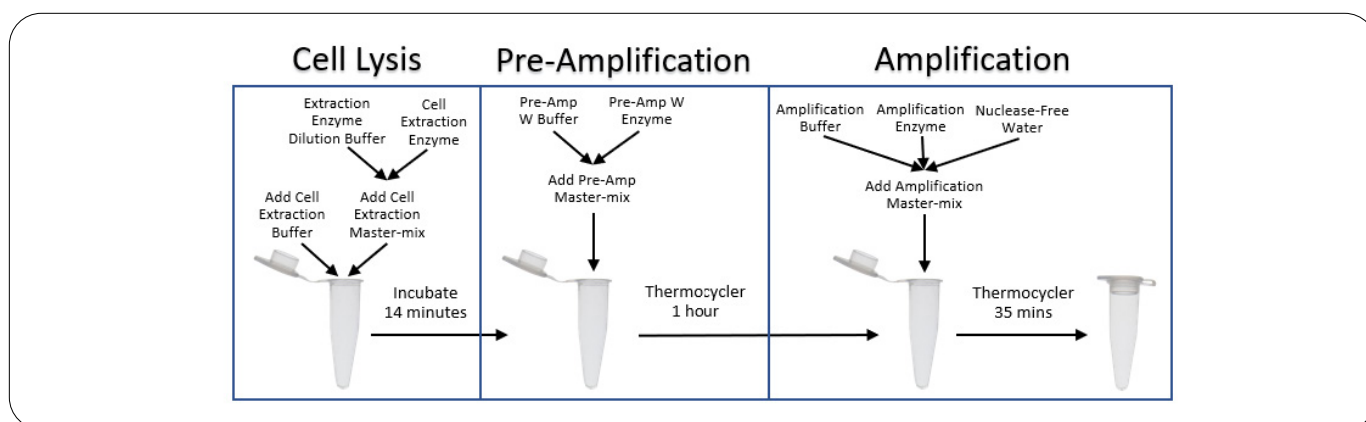 Cell Lysis
Extraction
Enzyme
Dilution Buffer
Cell
Extraction
Enzyme
Add Cell
Extraction
Buffer
Add Cell
Extraction
Master-mix
Incubate
14 minutes
Pre-Amplification
Pre-Amp
W Buffer
Pre-Amp W
Enzyme
Add Pre-Amp
Master-mix
Thermocycler
1 hour
Amplification
Amplification
Buffer
Amplification
Enzyme
Nuclease-Free
Water
Add Amplification
Master-mix
Thermocycler
35 mins